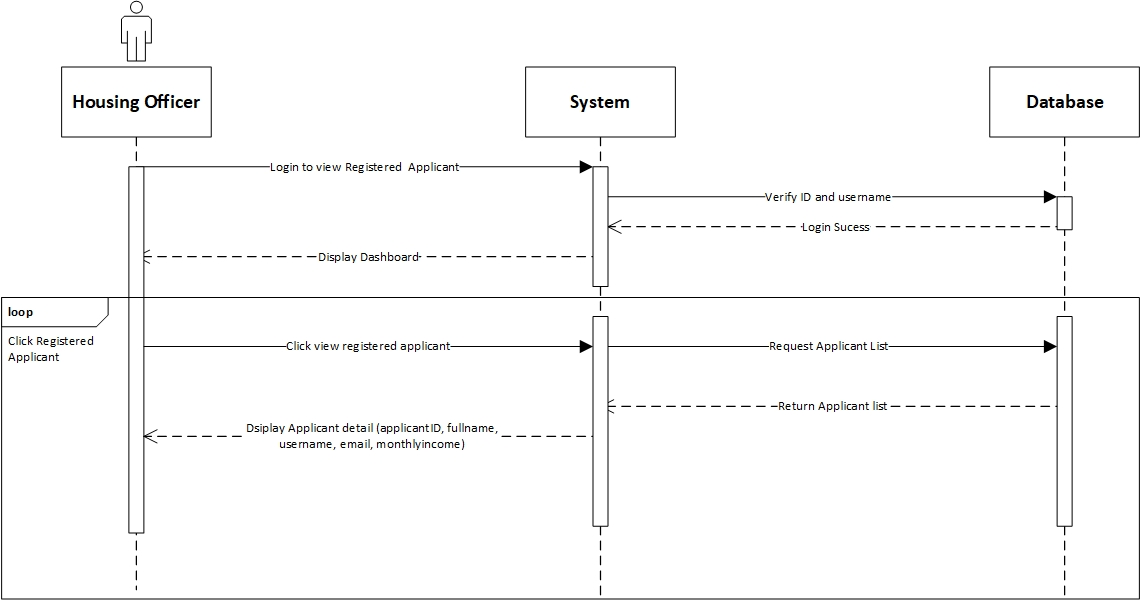 Housing Officer
System
Database
Login to view Registered  Applicant
Verify ID and username
Login Sucess
Display Dashboard
loop
Click Registered
Applicant
Click view registered applicant
Request Applicant List
Return Applicant list
Dsiplay Applicant detail (applicantID, fullname,
username, email, monthlyincome)